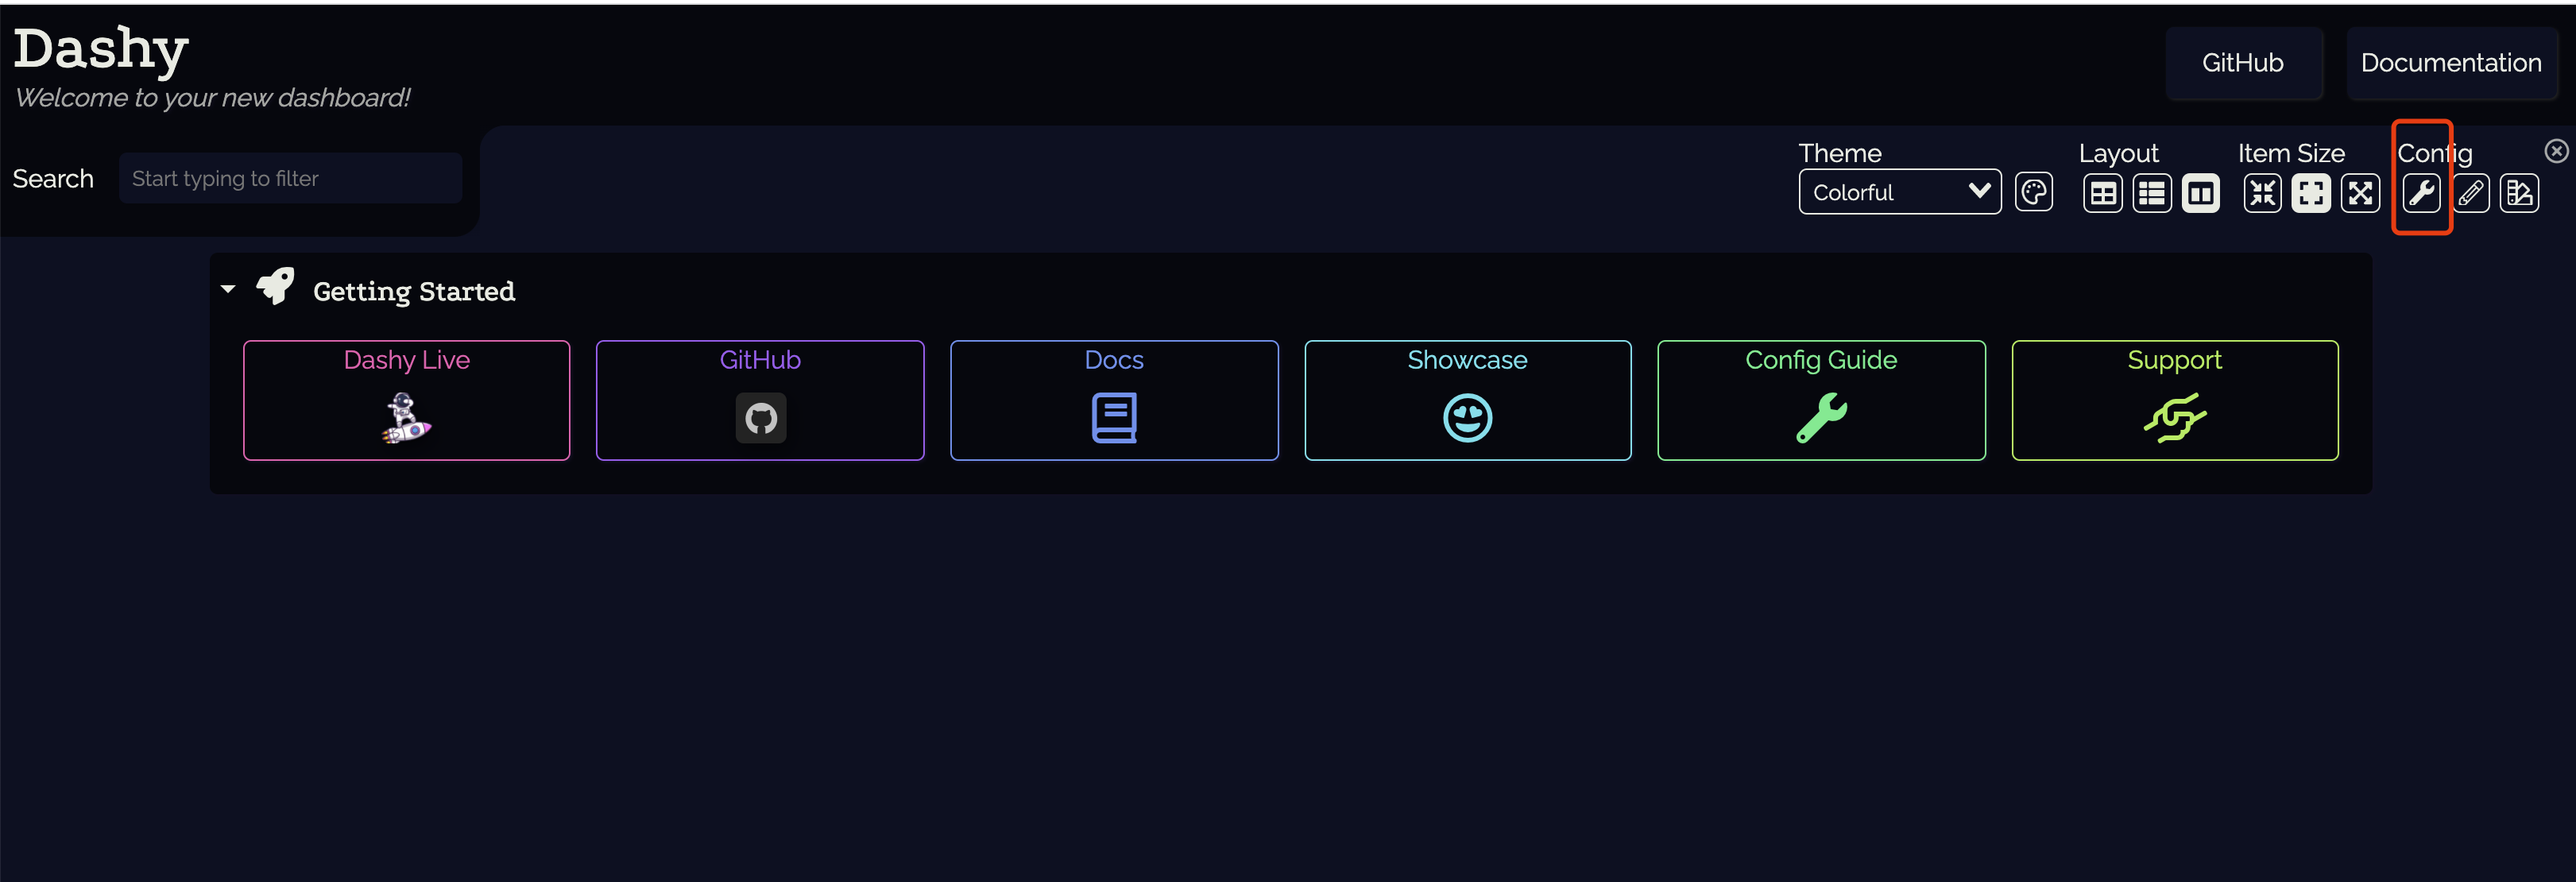 Dashy
Welcome to your new dashboard!
GitHub
Documentation
Search
Start typing to filter
Theme
Colorful
Layout
Item Size
Config
Getting Started
Dashy Live
GitHub
Docs
Showcase
Config Guide
Support